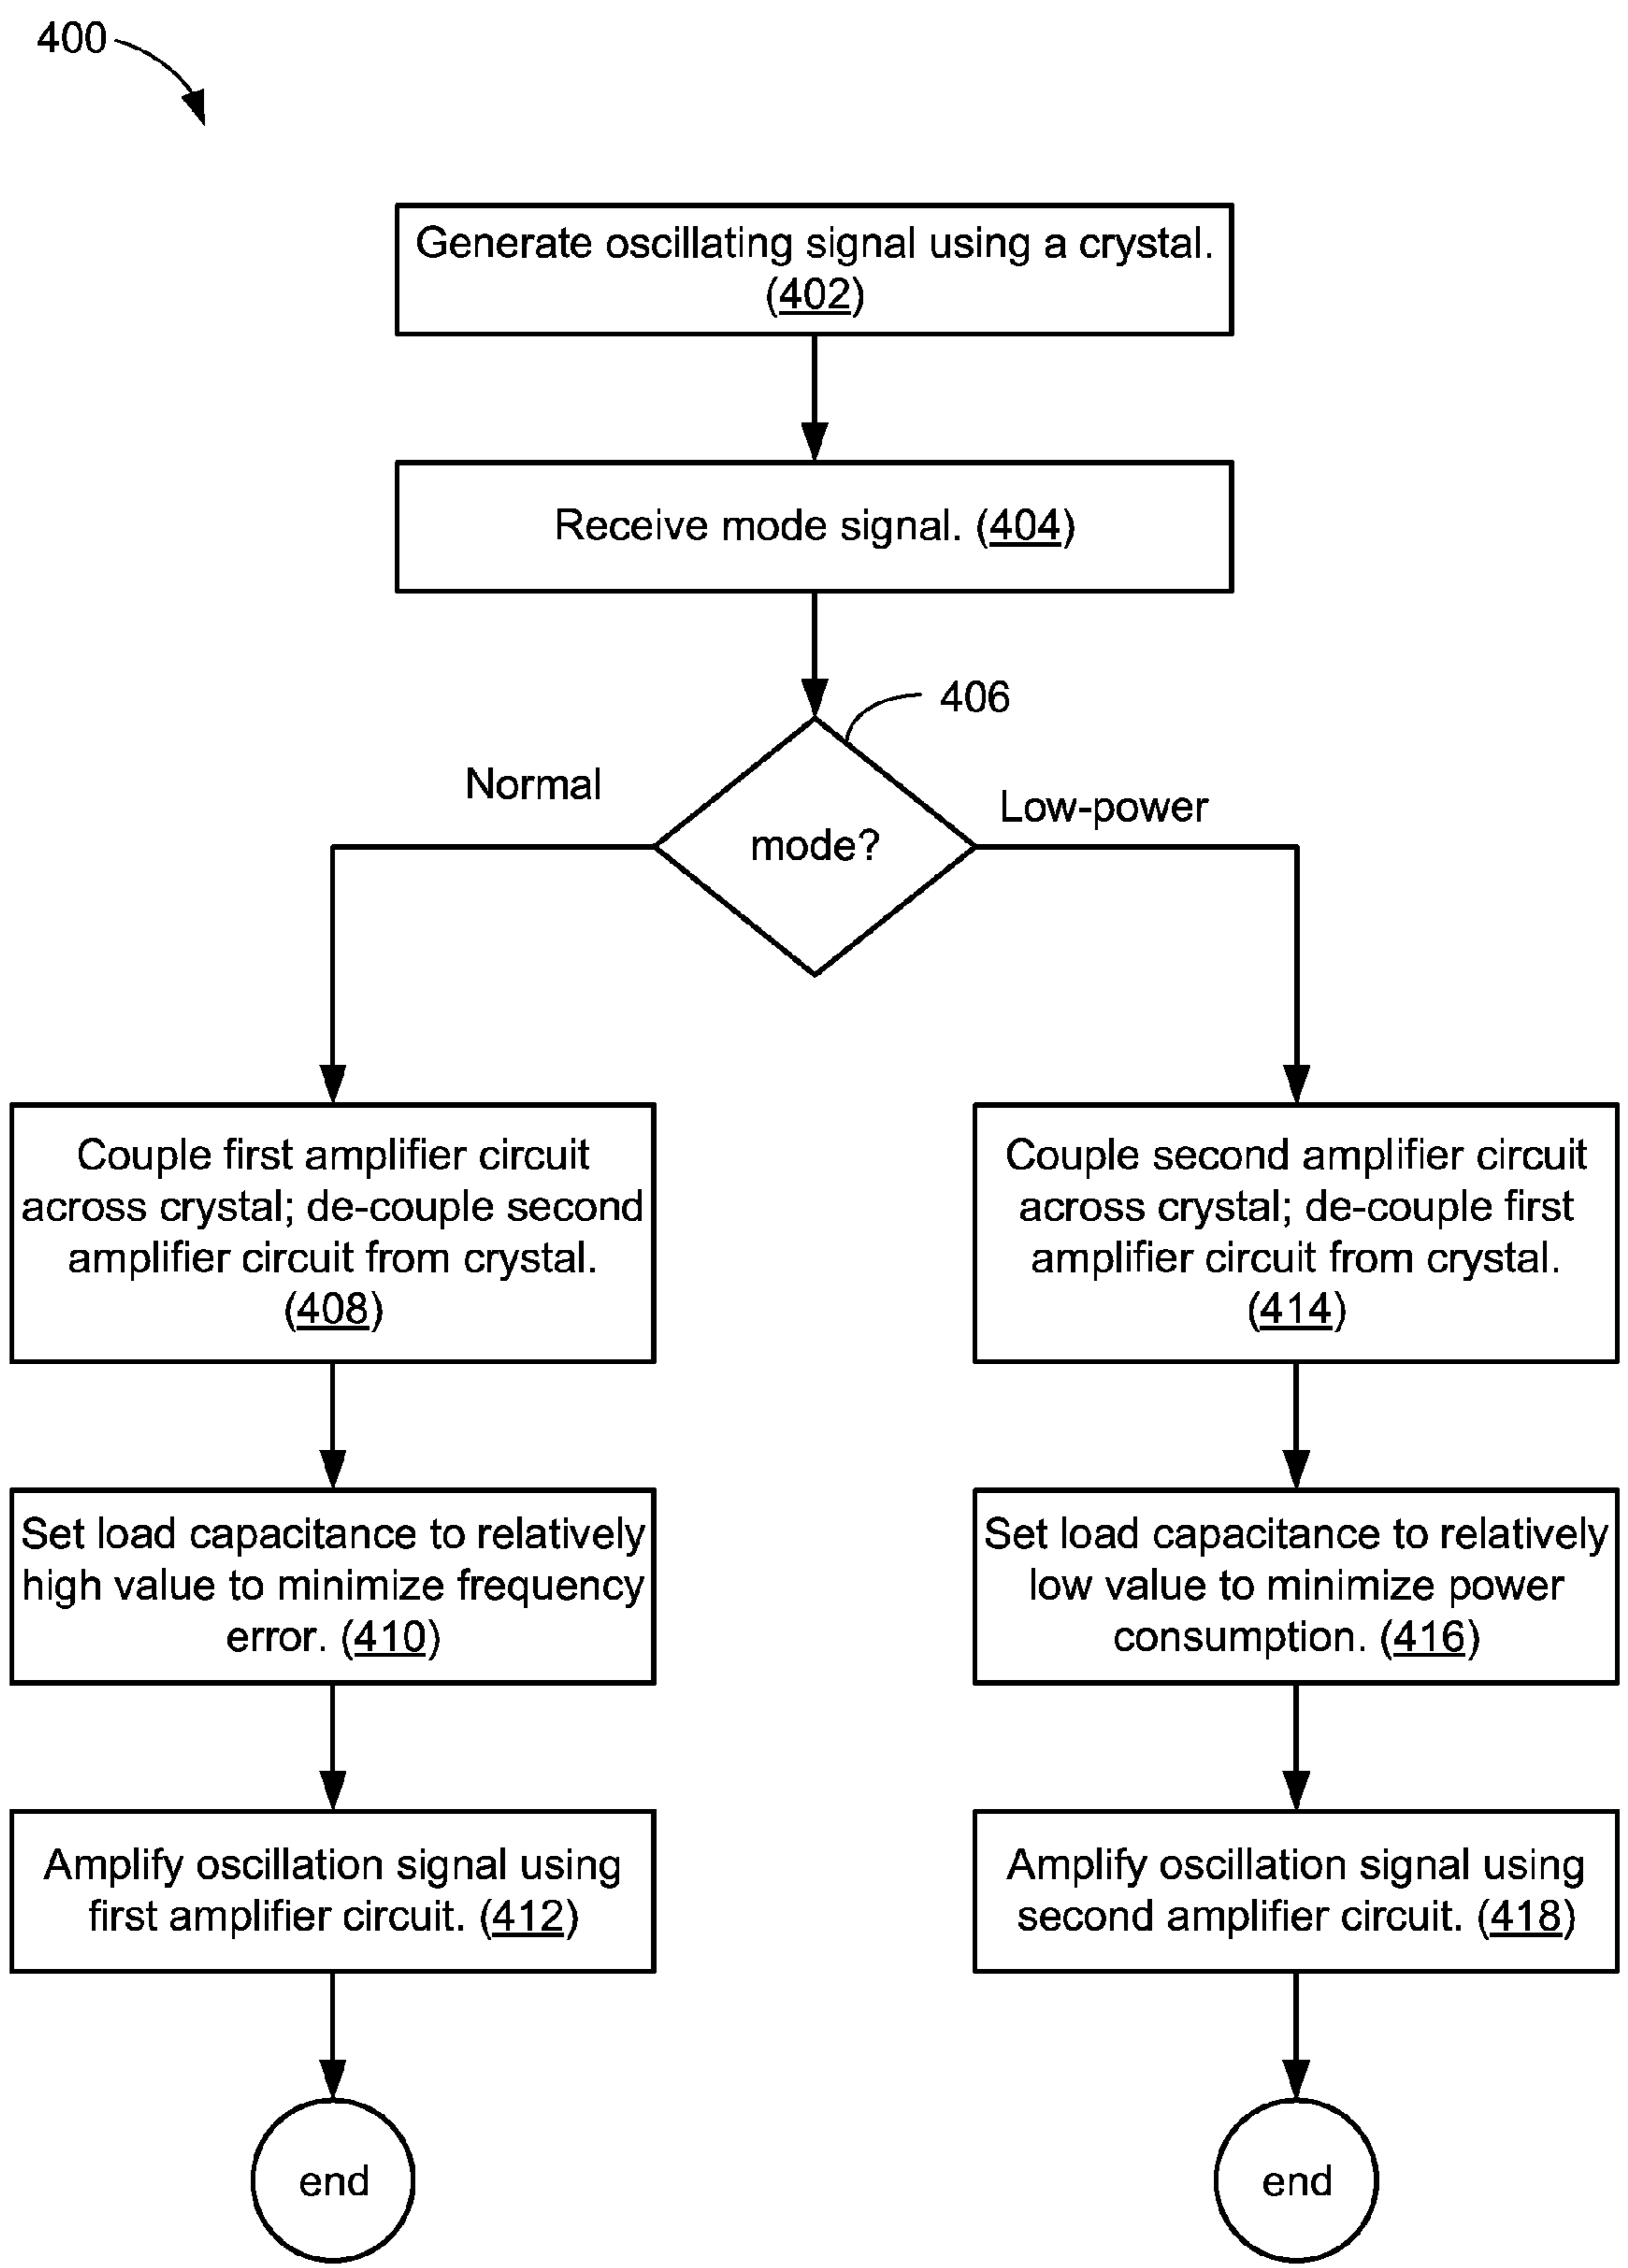 400
Generate oscillating signal using a crystal.
(402)
Receive mode signal. (404)
406
Normal
Low-power
mode?
Couple first amplifier circuit
across crystal; de-couple second
amplifier circuit from crystal.
(408)
Set load capacitance to relatively
high value to minimize frequency
error. (410)
Amplify oscillation signal using
first amplifier circuit. (412)
end
Couple second amplifier circuit
across crystal; de-couple first
amplifier circuit from crystal.
(414)
Set load capacitance to relatively
low value to minimize power
consumption. (416)
Amplify oscillation signal using
second amplifier circuit. (418)
end